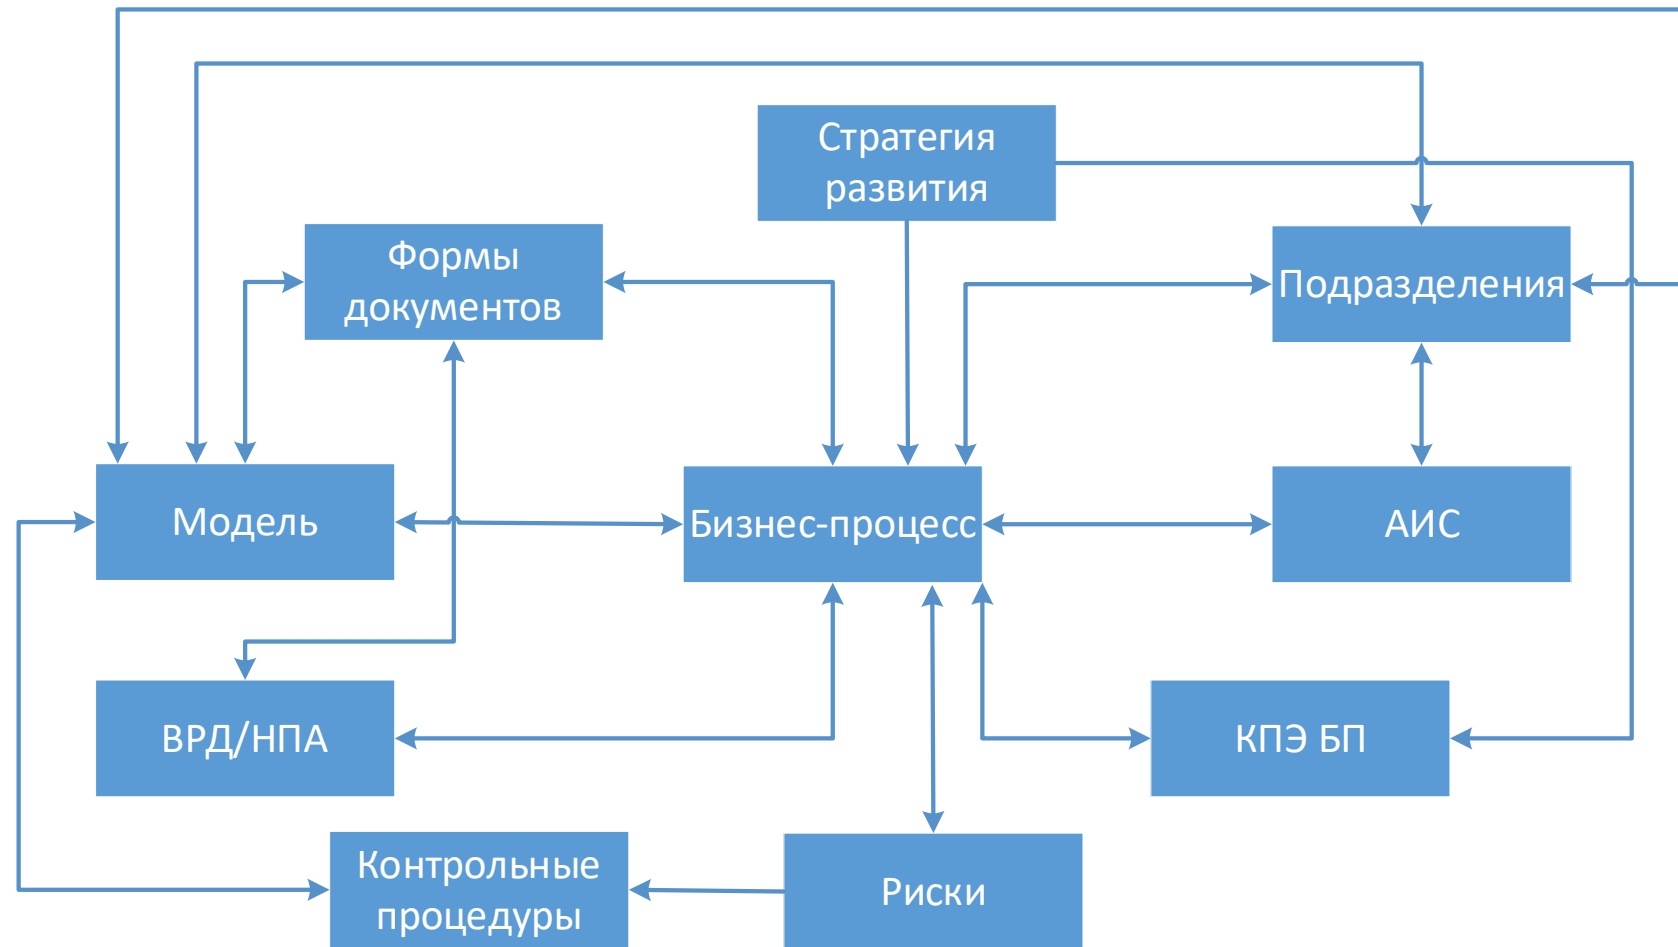 Стратегия
развития
Формы
документов
Подразделения
Модель
Бизнес-процесс
АИС
ВРД/НПА
КПЭ БП
Контрольные
процедуры
Риски